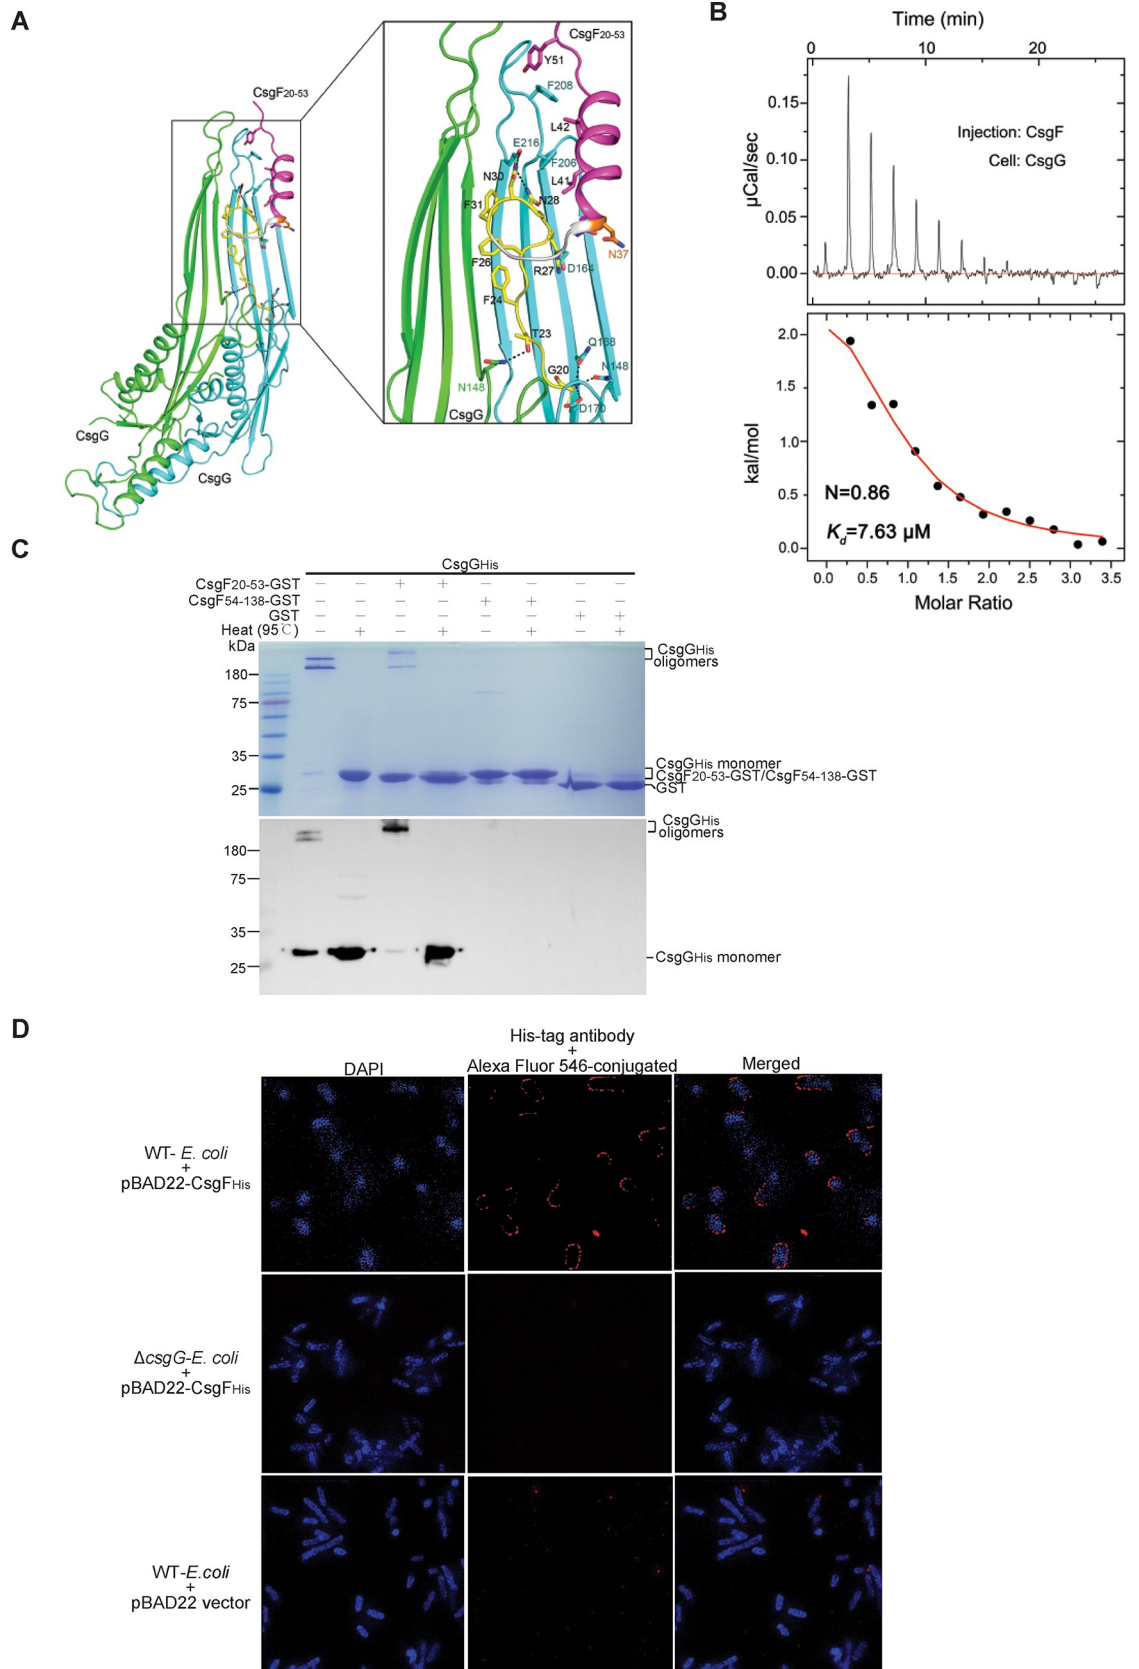 A
CsgF20-53
CsgG
CsgG
CsgF20-53
Y51
F208
L42
E216
F206
N30
L41
F31
N28
N37
F26
R27
D164
F24
T23
Q168
G20
N148
N148
D170
CsgG
B
Time (min)
0 10 20
0.15
0.10
0.05
0.00
µCal/sec
Injection: CsgF
Cell: CsgG
2.0
1.5
1.0
0.5
0.0
kal/mol
N=0.86
Kd=7.63 µM
0.0 0.5 1.0 1.5 2.0 2.5 3.0 3.5
Molar Ratio
C
CsgGHis
CsgF20-53-GST − − + + − − − −
CsgF54-138-GST − − − − + + − −
GST − − − − − − + +
Heat (95℃) − + − + − + − +
kDa
180
75
35
25
CsgGHis
oligomers
CsgGHis monomer
CsgF20-53-GST/CsgF54-138-GST
GST
180
75
35
25
CsgGHis
oligomers
CsgGHis monomer
D
His-tag antibody
+
DAPI Alexa Fluor 546-conjugated Merged
WT- E. coli
+
pBAD22-CsgFHis
ΔcsgG-E. coli
+
pBAD22-CsgFHis
WT-E.coli
+
pBAD22 vector